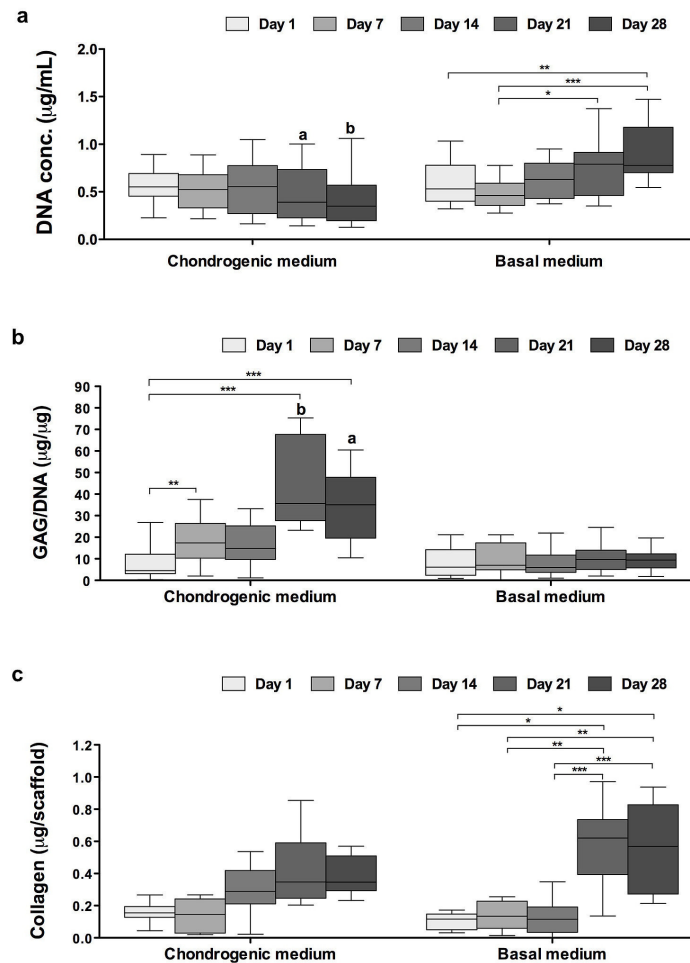 a
Day 1 Day 7 Day 14 Day 21 Day 28
DNA conc. (μg/mL)
2.0
1.5
1.0
0.5
0.0
a b
** 
***
*
Chondrogenic medium Basal medium
b
Day 1 Day 7 Day 14 Day 21 Day 28
GAG/DNA (μg/μg)
90
80
70
60
50
40
30
20
10
0
***
***
**
b
a
Chondrogenic medium Basal medium
c
Day 1 Day 7 Day 14 Day 21 Day 28
Collagen (μg/scaffold)
1.2
1.0
0.8
0.6
0.4
0.2
0.0
*
*
**
**
***
***
Chondrogenic medium Basal medium